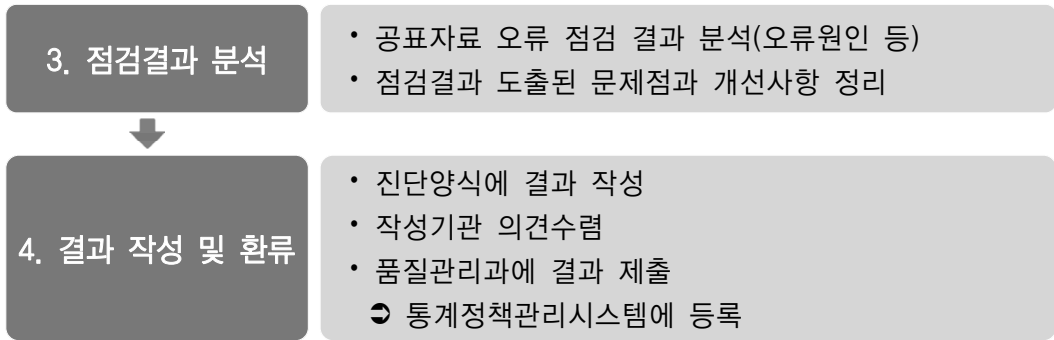 3. 점검결과 분석
• 공표자료 오류 점검 결과 분석(오류원인 등)
• 점검결과 도출된 문제점과 개선사항 정리
4. 결과 작성 및 환류
• 진단양식에 결과 작성
• 작성기관 의견수렴
• 품질관리과에 결과 제출
➲ 통계정책관리시스템에 등록